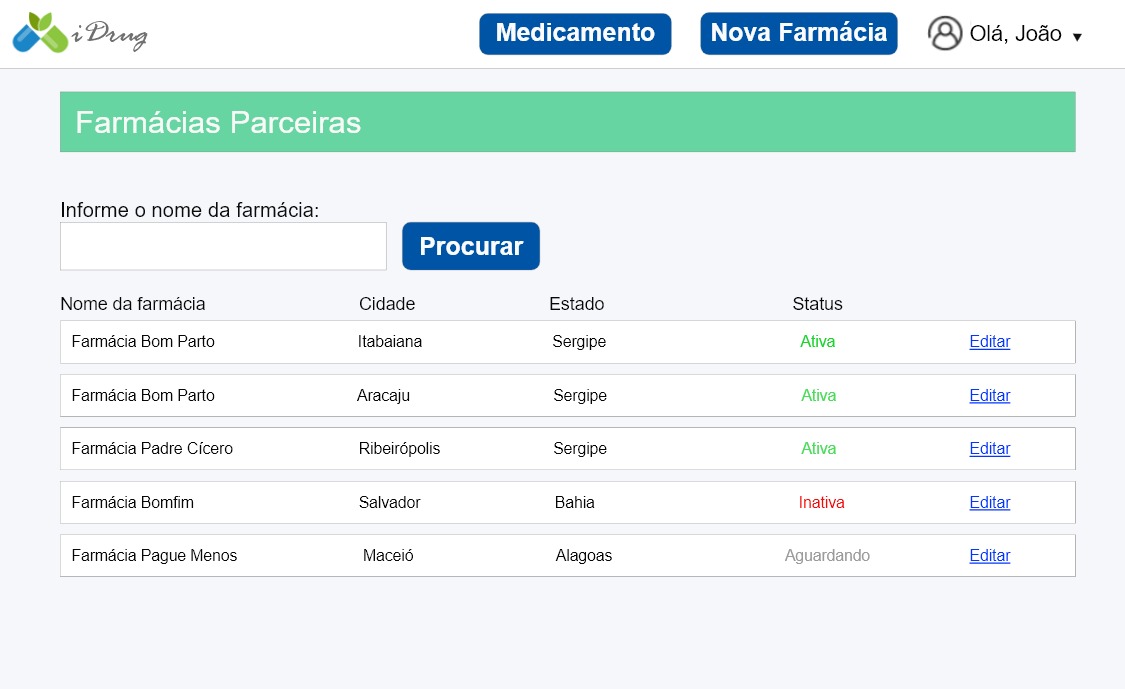 iDrug Medicamento Nova Farmácia Olá, João ▼
Farmácias Parceiras
Informe o nome da farmácia:
Procurar
Nome da farmácia Cidade Estado Status
Farmácia Bom Parto Itabaiana Sergipe Ativa Editar
Farmácia Bom Parto Aracaju Sergipe Ativa Editar
Farmácia Padre Cícero Ribeirópolis Sergipe Ativa Editar
Farmácia Bomfim Salvador Bahia Inativa Editar
Farmácia Pague Menos Maceió Alagoas Aguardando Editar